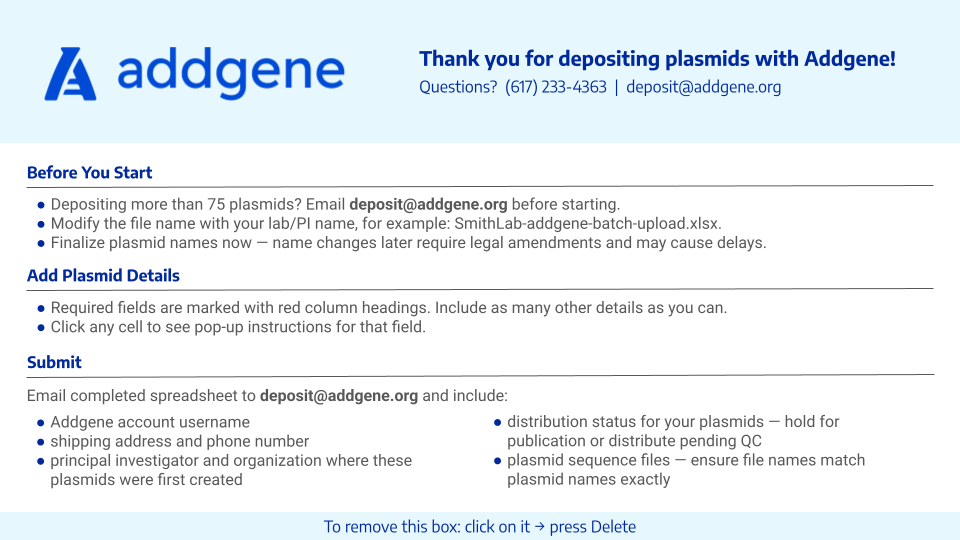 addgene
Thank you for depositing plasmids with Addgene!
Questions? (617) 233-4363 | deposit@addgene.org
Before You Start
● Depositing more than 75 plasmids? Email deposit@addgene.org before starting.
● Modify the file name with your lab/PI name, for example: SmithLab-addgene-batch-upload.xlsx.
● Finalize plasmid names now — name changes later require legal amendments and may cause delays.
Add Plasmid Details
● Required fields are marked with red column headings. Include as many other details as you can.
● Click any cell to see pop-up instructions for that field.
Submit
Email completed spreadsheet to deposit@addgene.org and include:
● Addgene account username
● shipping address and phone number
● principal investigator and organization where these
plasmids were first created
● distribution status for your plasmids — hold for
publication or distribute pending QC
● plasmid sequence files — ensure file names match
plasmid names exactly
To remove this box: click on it → press Delete